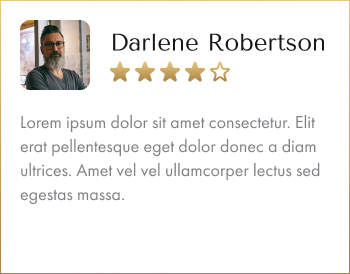 Darlene Robertson
Lorem ipsum dolor sit amet consectetur. Elit
erat pellentesque eget dolor donec a diam
ultrices. Amet vel vel ullamcorper lectus sed
egestas massa.